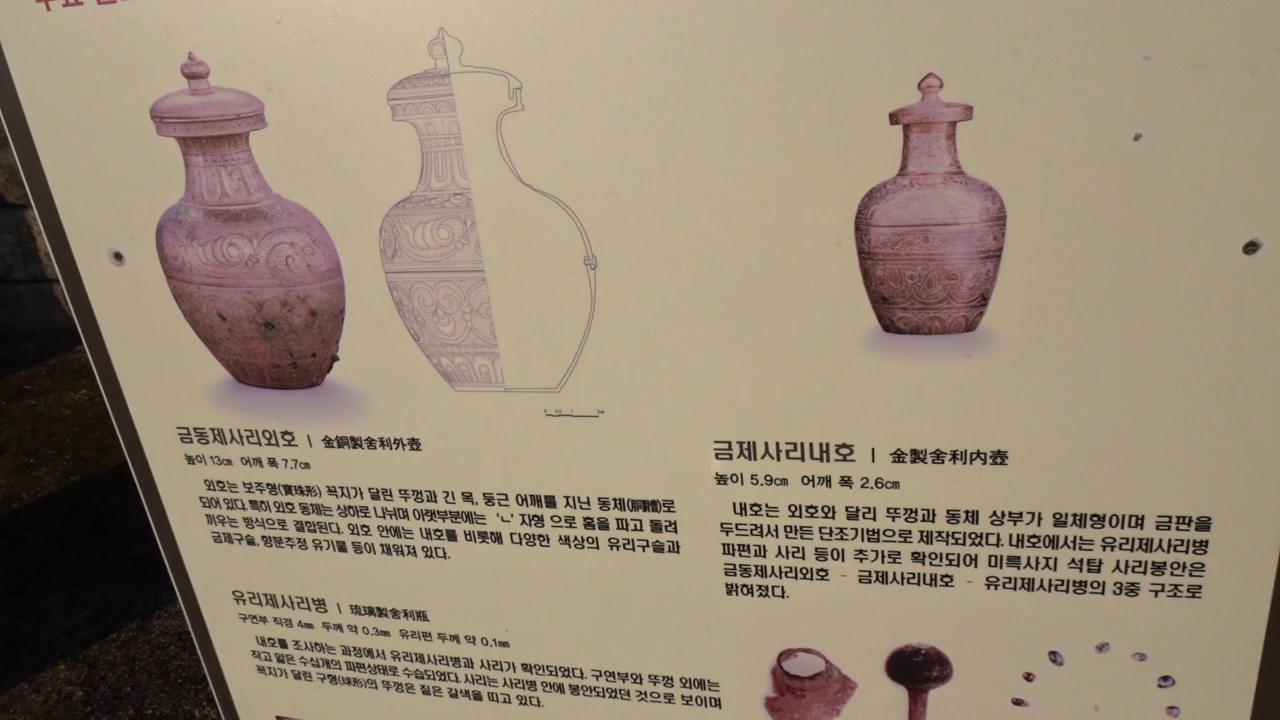 금동제사리외호 | 金銅製舍利外壺
높이 13㎝ 어깨 폭 7.7㎝
외호는 보주형(寶珠形) 꼭지가 달린 뚜껑과 긴 목, 둥근 어깨를 지닌 동체(胴體)로
되어 있다. 특히 외호 동체는 상하로 나뉘며 아랫부분에는 'ㄴ' 자형 으로 홈을 파고 돌려
끼우는 방식으로 결합된다. 외호 안에는 내호를 비롯해 다양한 색상의 유리구슬과
금제구슬, 향분추정 유기물 등이 채워져 있다.
금제사리내호 | 金製舍利內壺
높이 5.9㎝ 어깨 폭 2.6㎝
내호는 외호와 달리 뚜껑과 동체 상부가 일체형이며 금판을
두드려서 만든 단조기법으로 제작되었다. 내호에서는 유리제사리병
파편과 사리 등이 추가로 확인되어 미륵사지 석탑 사리봉안은
금동제사리외호 - 금제사리내호 - 유리제사리병의 3중 구조로
밝혀졌다.
유리제사리병 | 琉璃製舍利甁
구연부 직경 4㎜ 두께 약 0.3㎜ 유리편 두께 약 0.1㎜
내호를 조사하는 과정에서 유리제사리병과 사리가 확인되었다. 구연부와 뚜껑 외에는
작고 얇은 수십개의 파편상태로 수습되었다. 사리는 사리병 안에 봉안되었던 것으로 보이며
꼭지가 달린 구형(球形)의 뚜껑은 짙은 갈색을 띠고 있다.